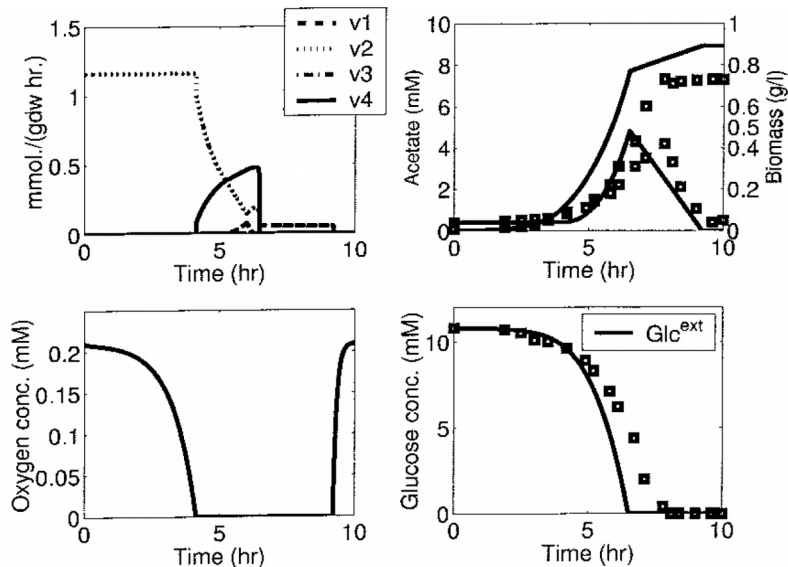 1.5
1
0.5
0
mmol./(gdw hr.)
v1
v2
v3
v4
0 5 10
Time (hr)
10
8
6
4
2
0
Acetate (mM)
1
0.8
0.5
0.4
0.2
0
Biomass (g/l)
0 5 10
Time (hr)
0.2
0.15
0.1
0.05
0
Oxygen conc. (mM)
0 5 10
Time (hr)
10
5
0
Glucose conc. (mM)
Glc^ext
0 5 10
Time (hr)